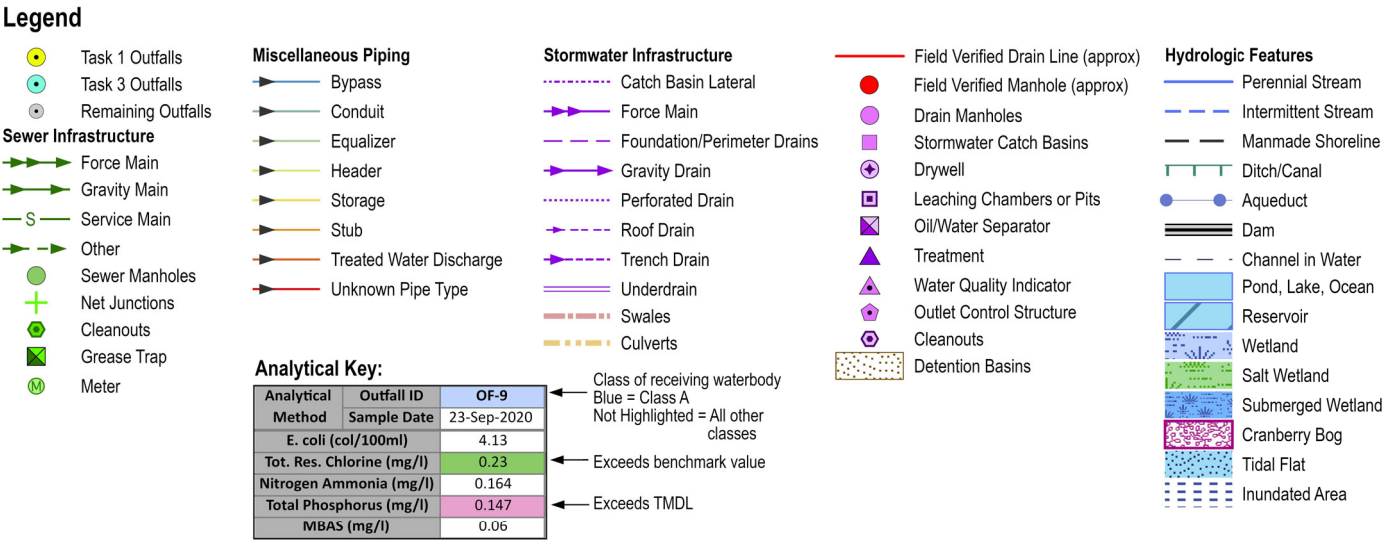 Legend
Task 1 Outfalls
Task 3 Outfalls
Remaining Outfalls
Sewer Infrastructure
Force Main
Gravity Main
S Service Main
Other
Sewer Manholes
Net Junctions
Cleanouts
Grease Trap
M Meter
Miscellaneous Piping
Bypass
Conduit
Equalizer
Header
Storage
Stub
Treated Water Discharge
Unknown Pipe Type
Analytical Key:
Analytical Method
Outfall ID OF-9
Sample Date 23-Sep-2020
E. coli (col/100ml) 4.13
Tot. Res. Chlorine (mg/l) 0.23
Nitrogen Ammonia (mg/l) 0.164
Total Phosphorus (mg/l) 0.147
MBAS (mg/l) 0.06
Class of receiving waterbody
Blue = Class A
Not Highlighted = All other
classes
Exceeds benchmark value
Exceeds TMDL
Stormwater Infrastructure
Catch Basin Lateral
Force Main
Foundation/Perimeter Drains
Gravity Drain
Perforated Drain
Roof Drain
Trench Drain
Underdrain
Swales
Culverts
Field Verified Drain Line (approx)
Field Verified Manhole (approx)
Drain Manholes
Stormwater Catch Basins
Drywell
Leaching Chambers or Pits
Oil/Water Separator
Treatment
Water Quality Indicator
Outlet Control Structure
Cleanouts
Detention Basins
Hydrologic Features
Perennial Stream
Intermittent Stream
Manmade Shoreline
Ditch/Canal
Aqueduct
Dam
Channel in Water
Pond, Lake, Ocean
Reservoir
Wetland
Salt Wetland
Submerged Wetland
Cranberry Bog
Tidal Flat
Inundated Area